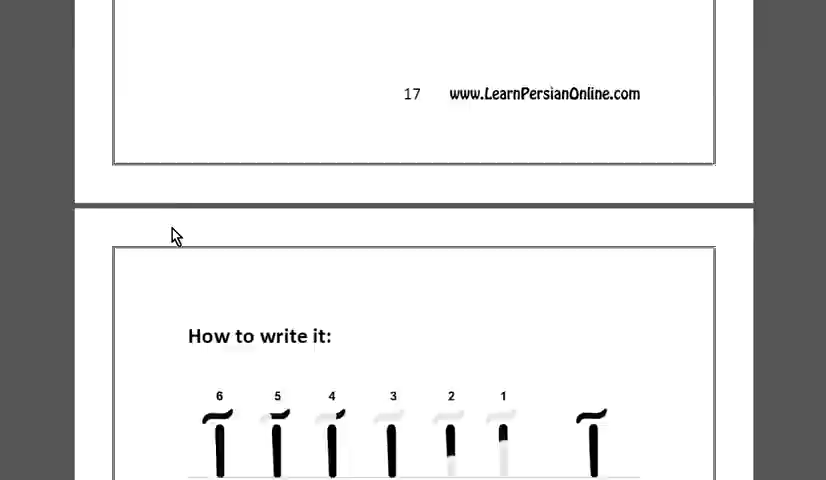 17 www.LearnPersianOnline.com
How to write it:
6 5 4 3 2 1
آ آ آ آ آ آ آ